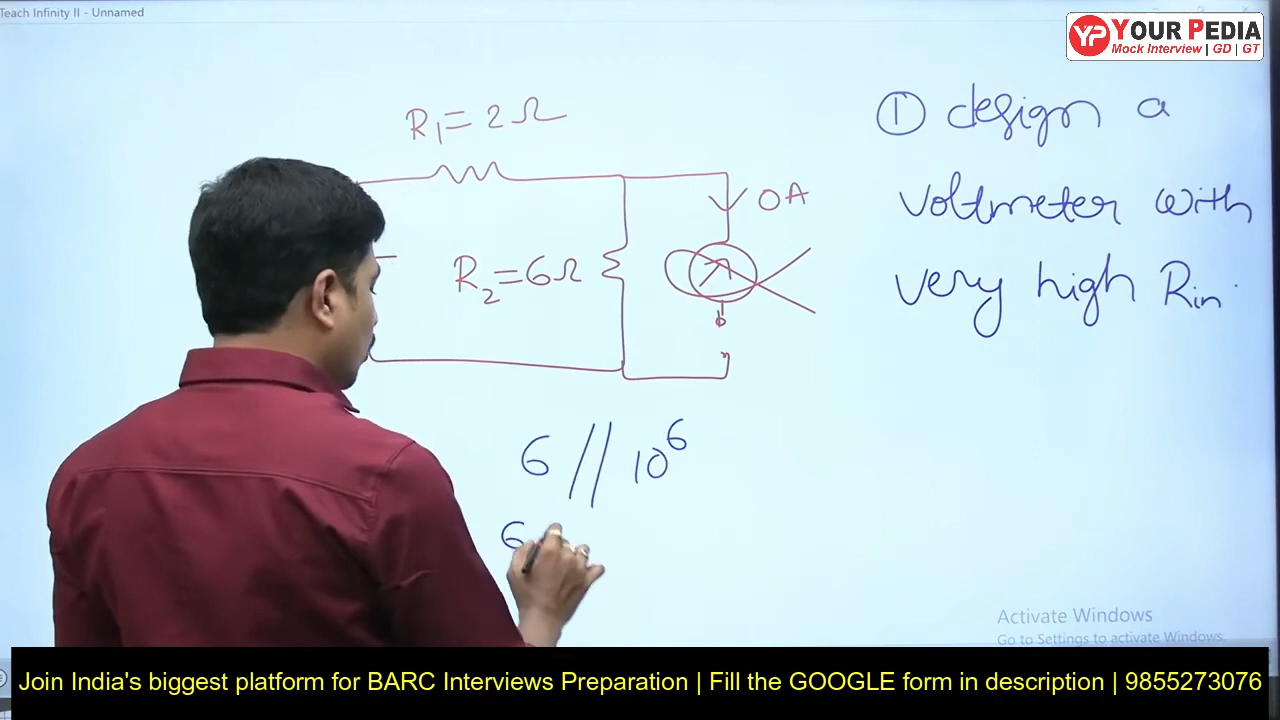 Teach Infinity II - Unnamed
YP YOUR PEDIA
Mock Interview | GD | GT
R₁ = 2Ω
① design a
voltmeter with
very high Rin.
0A
R₂ = 6Ω
6 // 10⁶
6
Activate Windows
Go to Settings to activate Windows.
Join India's biggest platform for BARC Interviews Preparation | Fill the GOOGLE form in description | 9855273076